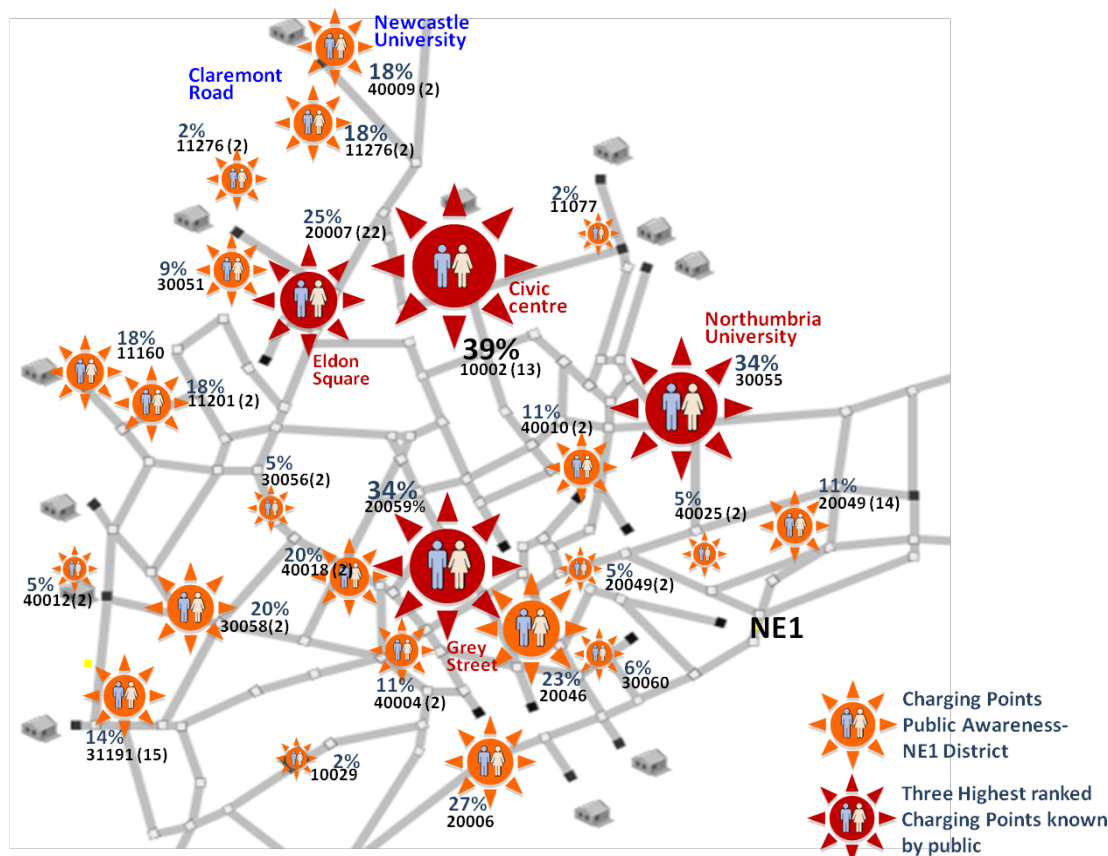 Newcastle
University
18%
40009 (2)
Claremont
Road
18%
11276(2)
2%
11276 (2)
2%
11077
25%
20007 (22)
9%
30051
Civic
centre
39%
10002 (13)
Eldon
Square
Northumbria
University
34%
30055
18%
11160
18%
11201 (2)
11%
40010 (2)
5%
30056(2)
34%
20059%
5%
40025 (2)
11%
20049 (14)
20%
40018 (2)
5%
20049(2)
5%
40012(2)
20%
30058(2)
NE1
Grey
Street
11%
40004 (2)
23%
20046
6%
30060
14%
31191 (15)
2%
10029
27%
20006
Charging Points
Public Awareness-
NE1 District
Three Highest ranked
Charging Points known
by public